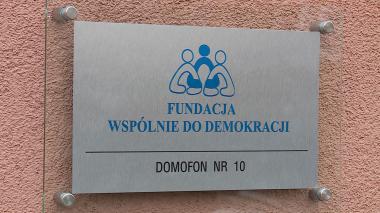 FUNDACJA
WSPÓLNIE DO DEMOKRACJI
DOMOFON NR 10